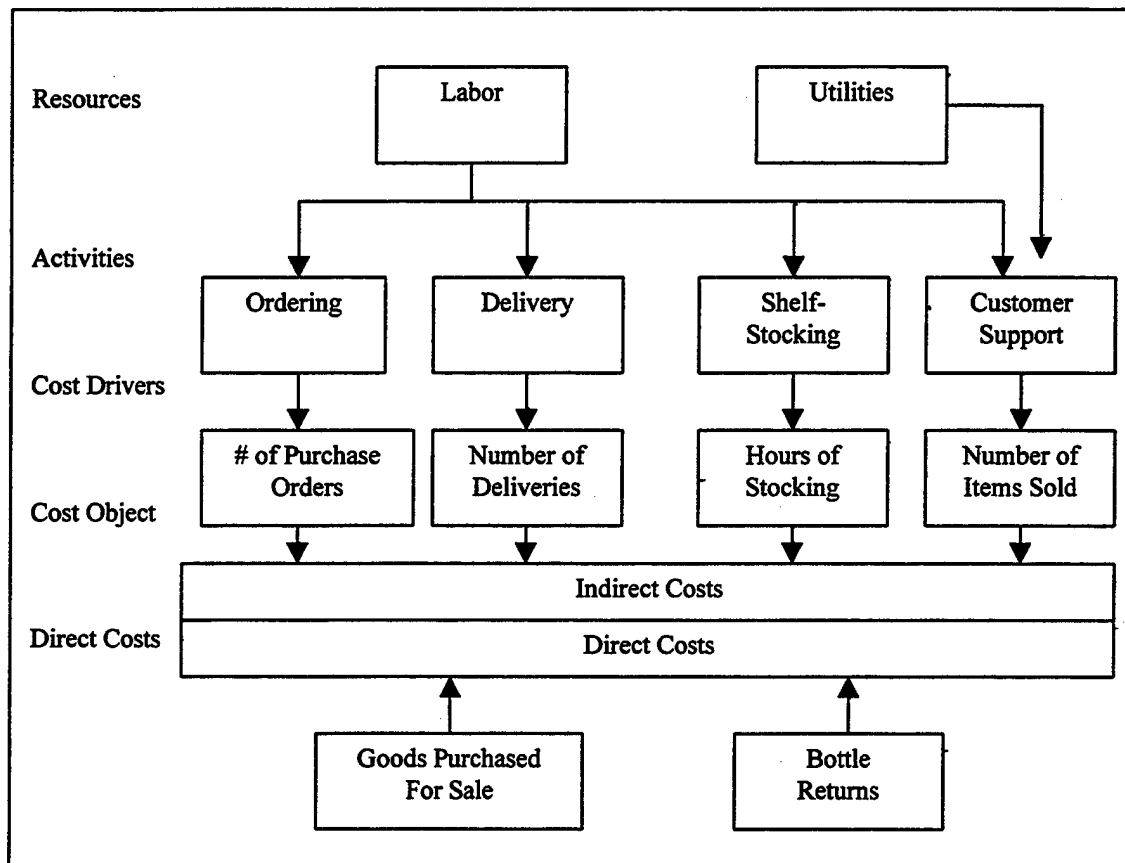 Resources
Labor
Utilities
Activities
Ordering
Delivery
Shelf-
Stocking
Customer
Support
Cost Drivers
# of Purchase
Orders
Number of
Deliveries
Hours of
Stocking
Number of
Items Sold
Cost Object
Indirect Costs
Direct Costs
Direct Costs
Goods Purchased
For Sale
Bottle
Returns